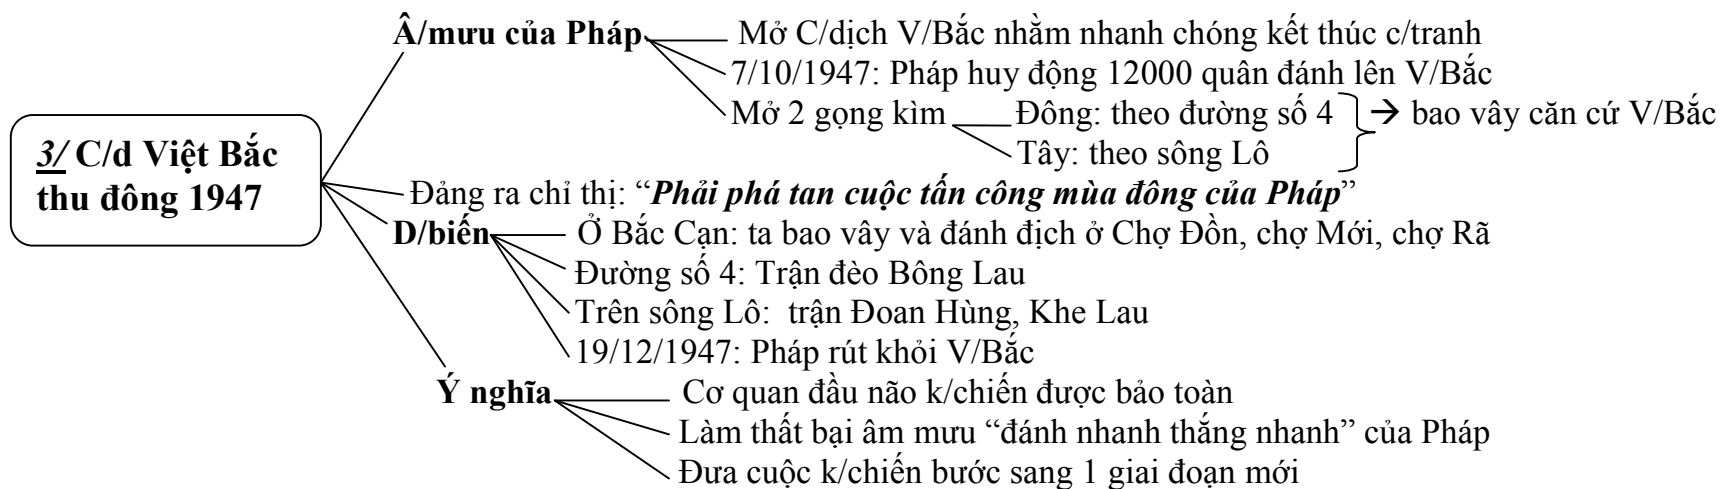 3/ C/d Việt Bắc
thu đông 1947
Â/mưu của Pháp
Mở C/dịch V/Bắc nhằm nhanh chóng kết thúc c/tranh
7/10/1947: Pháp huy động 12000 quân đánh lên V/Bắc
Mở 2 gọng kìm
Đông: theo đường số 4
Tây: theo sông Lô
→ bao vây căn cứ V/Bắc
Đảng ra chỉ thị: “Phải phá tan cuộc tấn công mùa đông của Pháp”
D/biến
Ở Bắc Cạn: ta bao vây và đánh địch ở Chợ Đồn, chợ Mới, chợ Rã
Đường số 4: Trận đèo Bông Lau
Trên sông Lô: trận Đoan Hùng, Khe Lau
19/12/1947: Pháp rút khỏi V/Bắc
Ý nghĩa
Cơ quan đầu não k/chiến được bảo toàn
Làm thất bại âm mưu “đánh nhanh thắng nhanh” của Pháp
Đưa cuộc k/chiến bước sang 1 giai đoạn mới